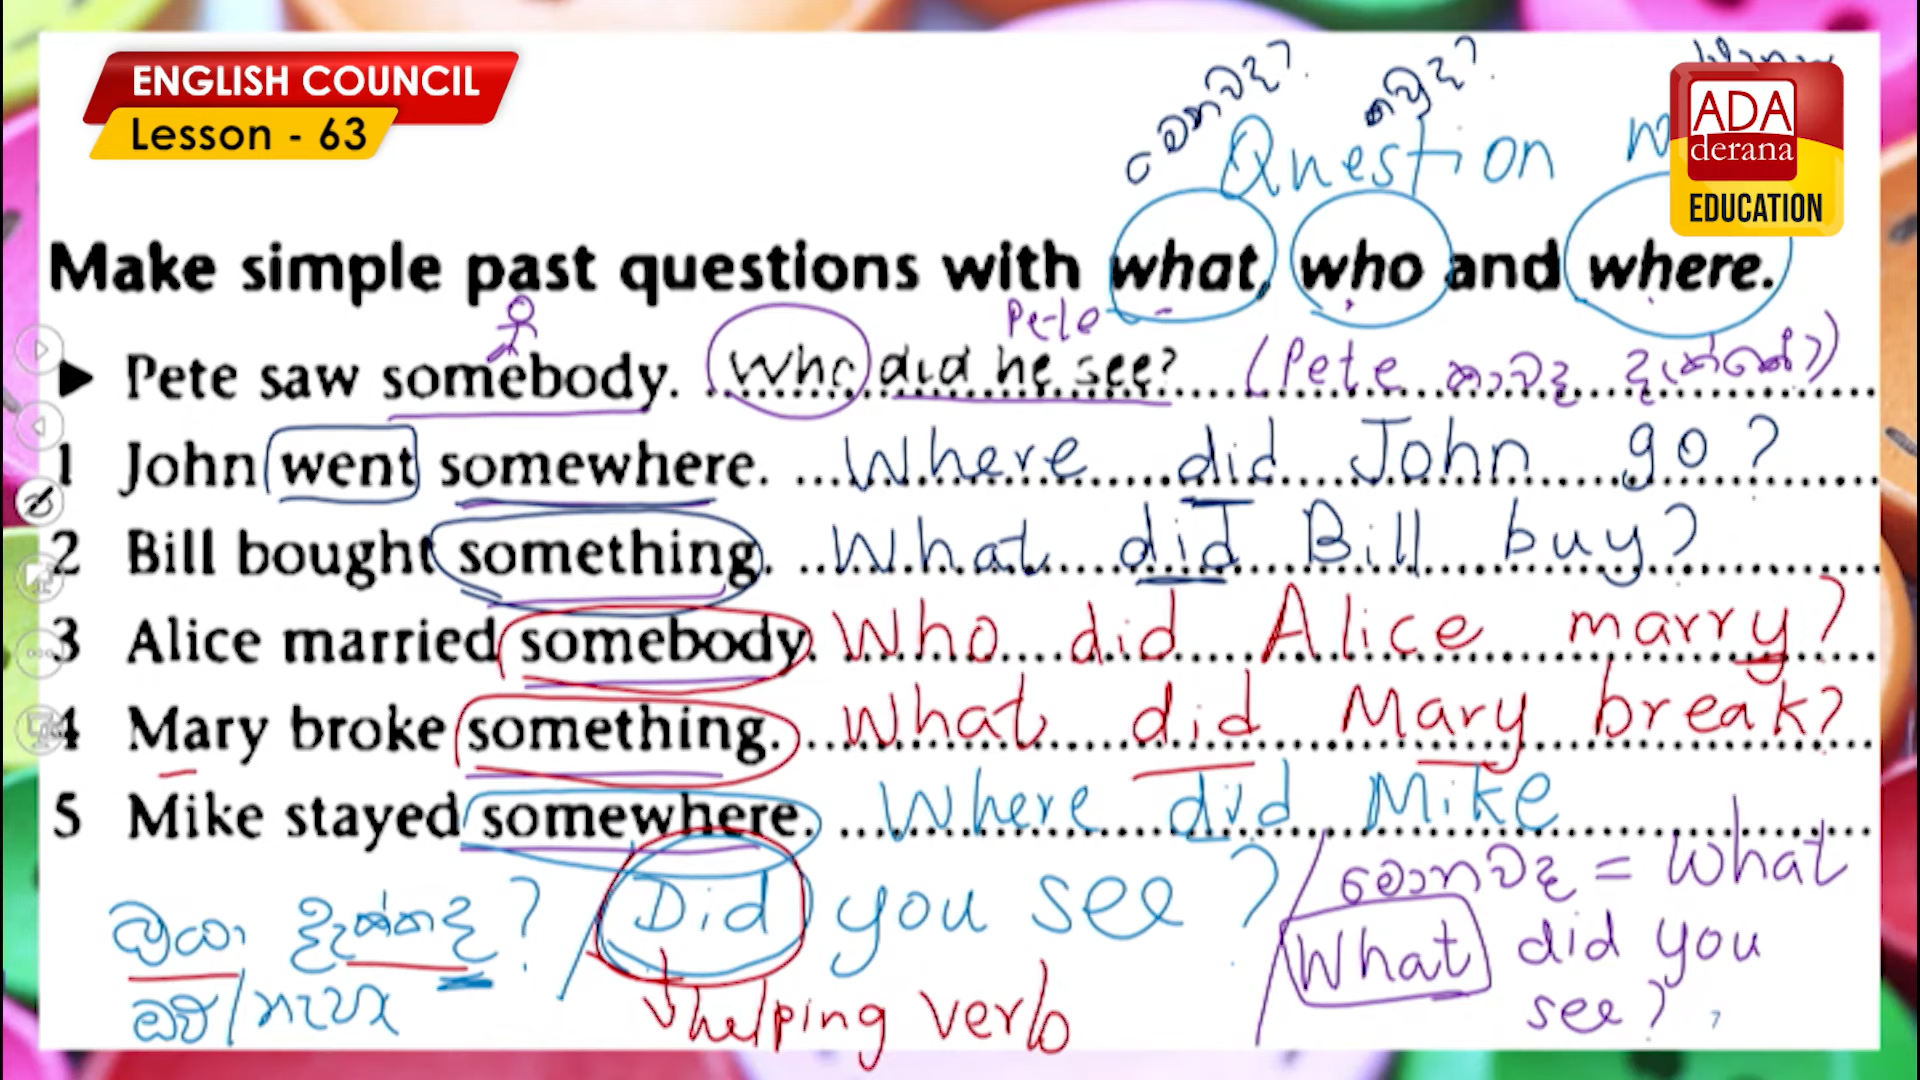 ENGLISH COUNCIL
Lesson - 63
ADA
derana
EDUCATION
මොනවද? කවුද?
Question
Make simple past questions with what, who and where.
Pete
Pete saw somebody. Who did he see? (Pete කාවද දැක්කේ?)
1 John went somewhere. Where did John go?
2 Bill bought something. What did Bill buy?
3 Alice married somebody. Who did Alice marry?
4 Mary broke something. What did Mary break?
5 Mike stayed somewhere. Where did Mike
ඔයා දැක්කද? Did you see? මොනවද = What
ඔව් / නැහැ helping verb What did you
see?